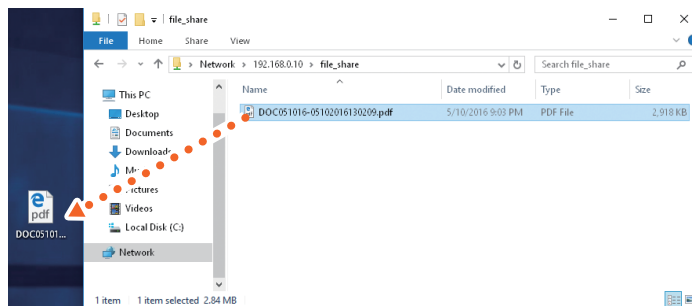 file_share
File Home Share View
Network > 192.168.0.10 > file_share
Search file_share
Name Date modified Type Size
DOC051016-05102016130209.pdf 5/10/2016 9:03 PM PDF File 2,918 KB
This PC
Desktop
Documents
Downloads
Pictures
Videos
Local Disk (C:)
Network
pdf
DOC05101...
1 item 1 item selected 2.84 MB